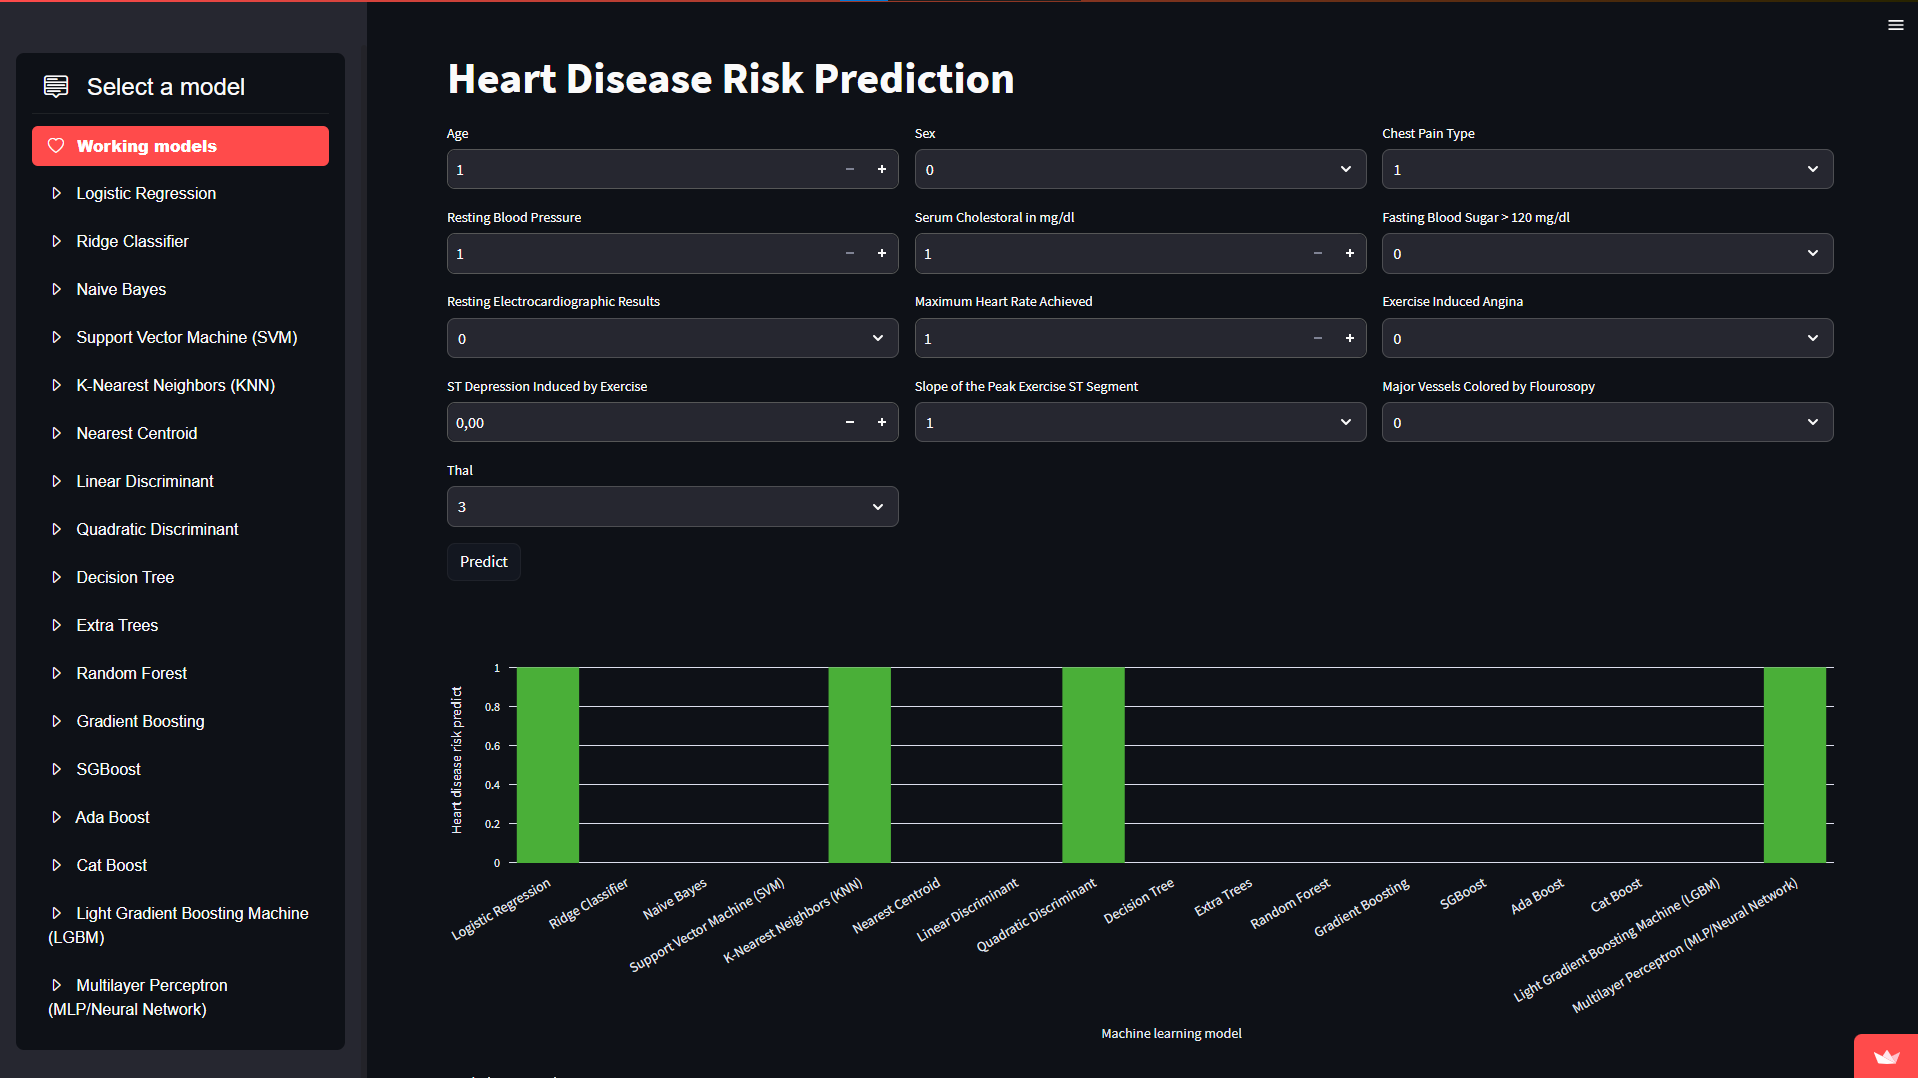 Select a model
Working models
Logistic Regression
Ridge Classifier
Naive Bayes
Support Vector Machine (SVM)
K-Nearest Neighbors (KNN)
Nearest Centroid
Linear Discriminant
Quadratic Discriminant
Decision Tree
Extra Trees
Random Forest
Gradient Boosting
SGBoost
Ada Boost
Cat Boost
Light Gradient Boosting Machine
(LGBM)
Multilayer Perceptron
(MLP/Neural Network)
Heart Disease Risk Prediction
Age
1
Sex
0
Chest Pain Type
1
Resting Blood Pressure
1
Serum Cholestoral in mg/dl
1
Fasting Blood Sugar > 120 mg/dl
0
Resting Electrocardiographic Results
0
Maximum Heart Rate Achieved
1
Exercise Induced Angina
0
ST Depression Induced by Exercise
0,00
Slope of the Peak Exercise ST Segment
1
Major Vessels Colored by Flourosopy
0
Thal
3
Predict
Heart disease risk predict
1
0.8
0.6
0.4
0.2
0
Logistic Regression
Ridge Classifier
Naive Bayes
Support Vector Machine (SVM)
K-Nearest Neighbors (KNN)
Nearest Centroid
Linear Discriminant
Quadratic Discriminant
Decision Tree
Extra Trees
Random Forest
Gradient Boosting
SGBoost
Ada Boost
Cat Boost
Light Gradient Boosting Machine (LGBM)
Multilayer Perceptron (MLP/Neural Network)
Machine learning model